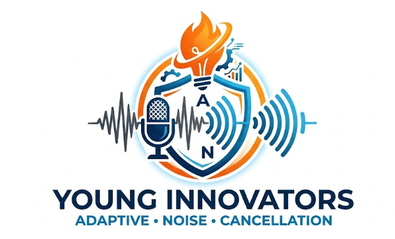 A
N
YOUNG INNOVATORS
ADAPTIVE • NOISE • CANCELLATION